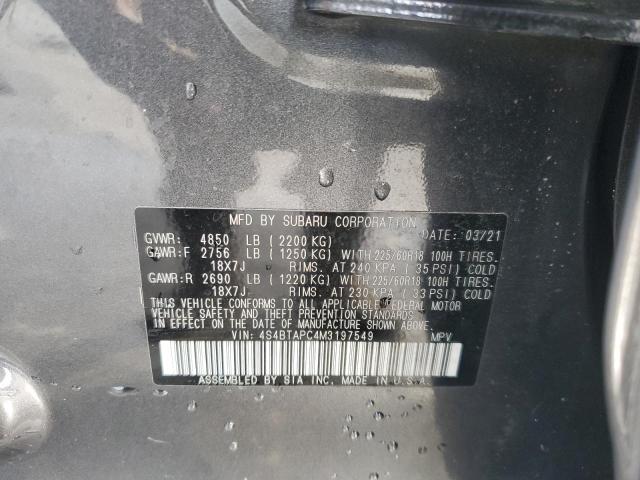 MFD BY SUBARU CORPORATION DATE: 03/21
GVWR: 4850 LB (2200 KG)
GAWR:F 2756 LB (1250 KG) WITH 225/60R18 100H TIRES.
18X7J RIMS. AT 240 KPA (35 PSI) COLD
GAWR:R 2690 LB (1220 KG) WITH 225/60R18 100H TIRES.
18X7J RIMS. AT 230 KPA (33 PSI) COLD
THIS VEHICLE CONFORMS TO ALL APPLICABLE FEDERAL MOTOR
VEHICLE SAFETY AND THEFT PREVENTION STANDARDS
IN EFFECT ON THE DATE OF MANUFACTURE SHOWN ABOVE.
VIN: 4S4BTAPC4M3197549 MPV
ASSEMBLED BY SIA INC. MADE IN U.S.A.